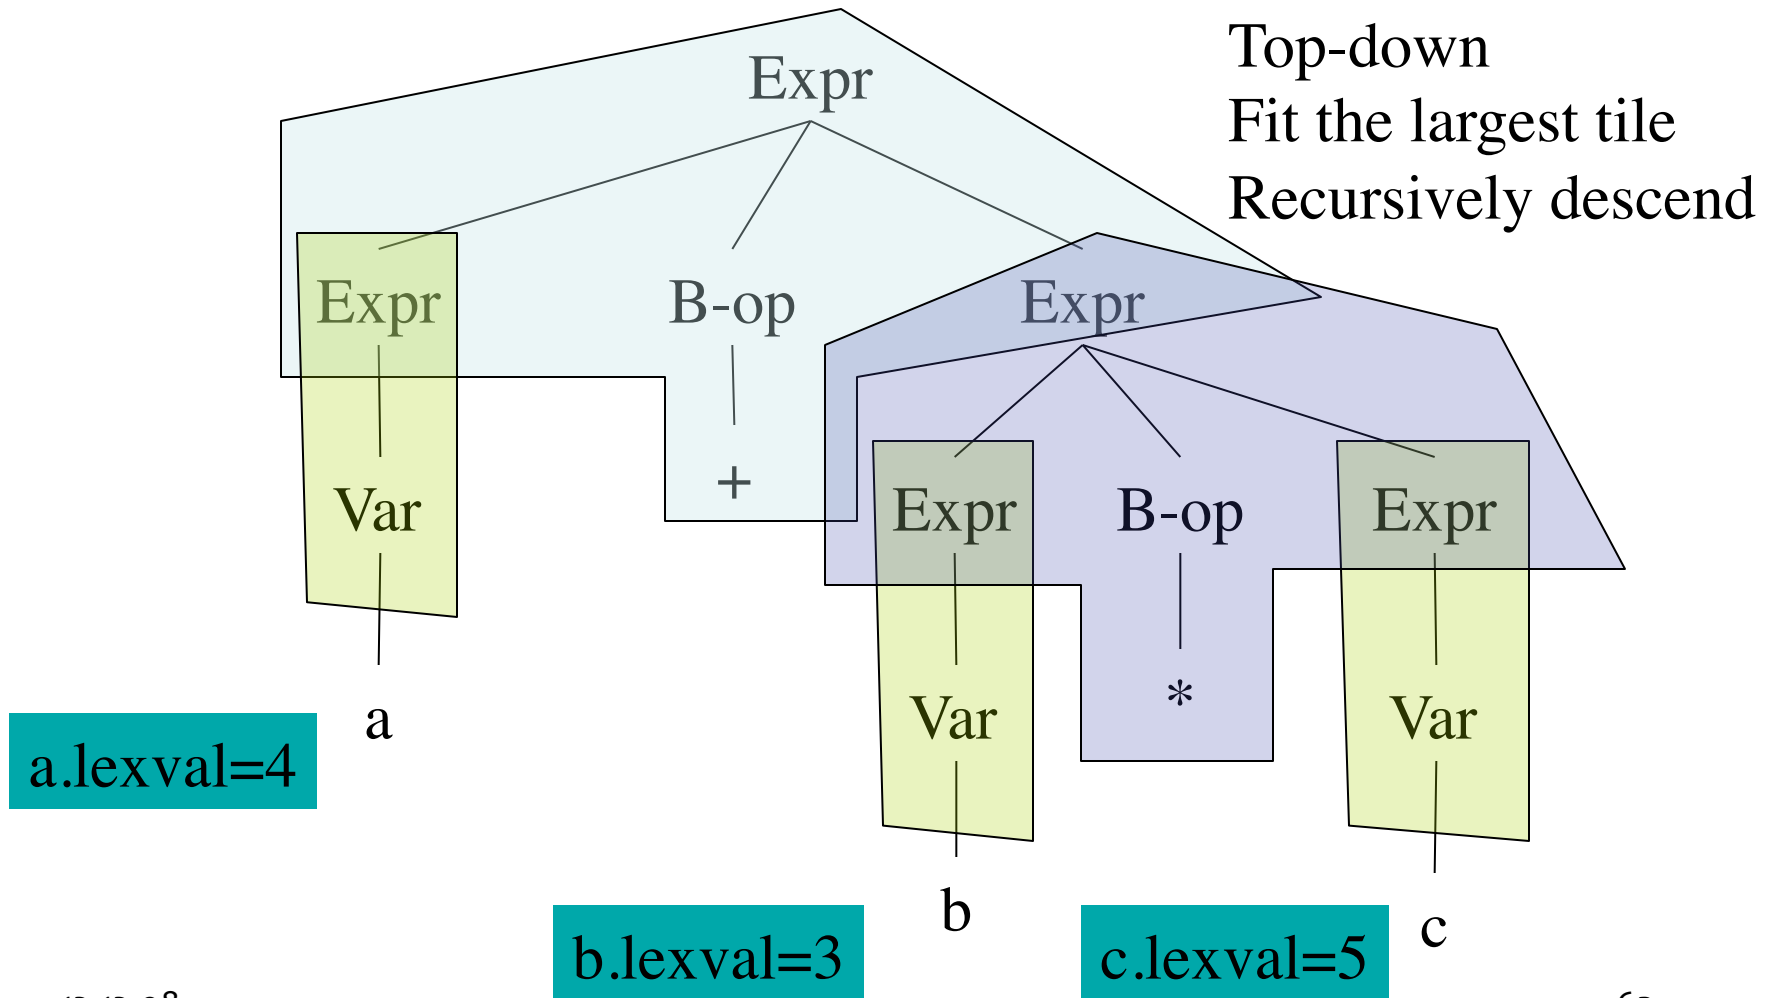 Top-down
Fit the largest tile
Recursively descend
Expr
Expr
B-op
Expr
+
Var
Expr
B-op
Expr
a
Var
*
Var
a.lexval=4
b
c
b.lexval=3
c.lexval=5